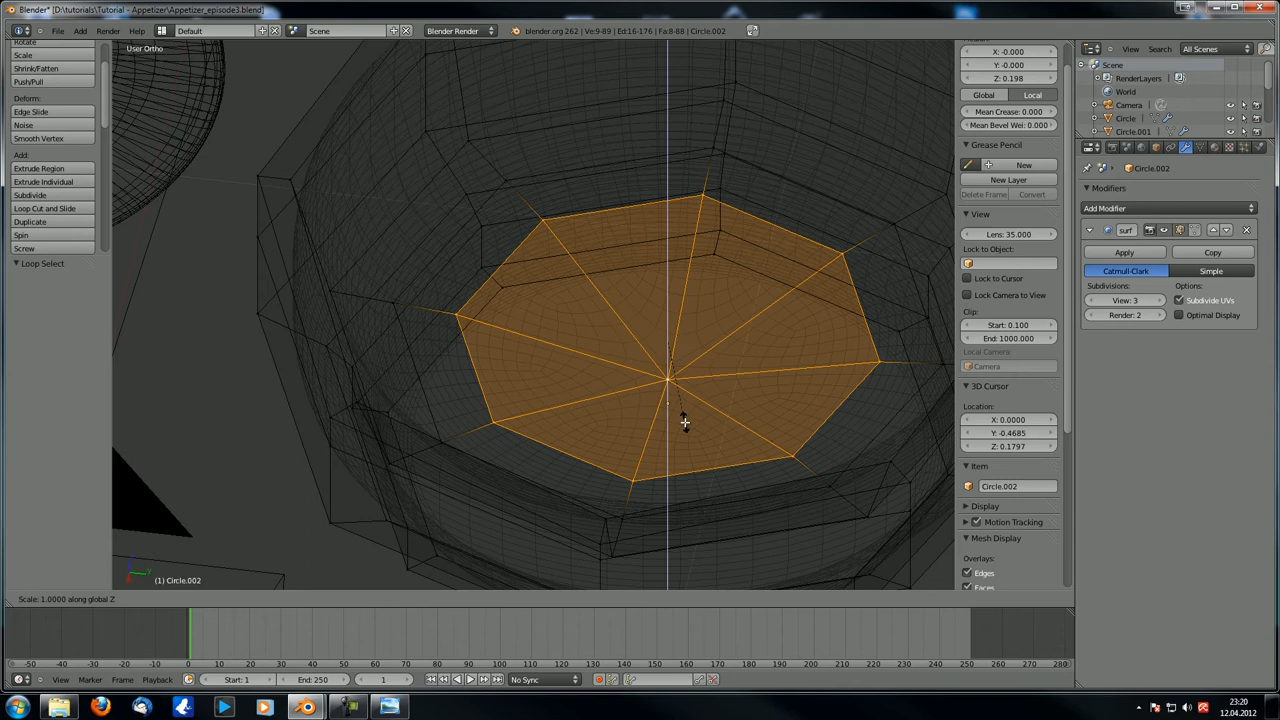 Blender* [D:\tutorials\Tutorial - Appetizer\Appetizer_episode3.blend]
File Add Render Help Default Scene Blender Render blender.org 262 | Ve:9-89 | Ed:16-176 | Fa:8-88 | Circle.002
Rotate
Scale
Shrink/Fatten
Push/Pull
Deform:
Edge Slide
Noise
Smooth Vertex
Add:
Extrude Region
Extrude Individual
Subdivide
Loop Cut and Slide
Duplicate
Spin
Screw
Loop Select
User Ortho
(1) Circle.002
Scale: 1.0000 along global Z
X: -0.000
Y: -0.000
Z: 0.198
Global Local
Mean Crease: 0.000
Mean Bevel Wei: 0.000
Grease Pencil
New
New Layer
Delete Frame Convert
View
Lens: 35.000
Lock to Object:
Lock to Cursor
Lock Camera to View
Clip:
Start: 0.100
End: 1000.000
Local Camera:
Camera
3D Cursor
Location:
X: 0.0000
Y: -0.4685
Z: 0.1797
Item
Circle.002
Display
Motion Tracking
Mesh Display
Overlays:
Edges
Faces
View Search All Scenes
Scene
RenderLayers
World
Camera
Circle
Circle.001
Circle.002
Modifiers
Add Modifier
surf
Apply Copy
Catmull-Clark Simple
Subdivisions: Options:
View: 3 Subdivide UVs
Render: 2 Optimal Display
-50 -40 -30 -20 -10 0 10 20 30 40 50 60 70 80 90 100 110 120 130 140 150 160 170 180 190 200 210 220 230 240 250 260 270 280
View Marker Frame Playback Start: 1 End: 250 1 No Sync
23:20
12.04.2012